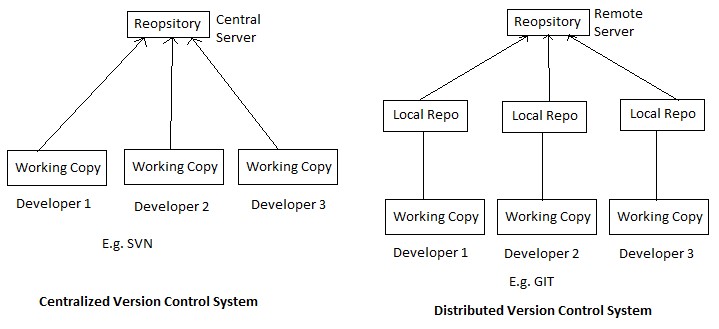 Reopsitory
Central
Server
Working Copy
Working Copy
Working Copy
Developer 1
Developer 2
Developer 3
E.g. SVN
Centralized Version Control System
Reopsitory
Remote
Server
Local Repo
Local Repo
Local Repo
Working Copy
Working Copy
Working Copy
Developer 1
Developer 2
Developer 3
E.g. GIT
Distributed Version Control System